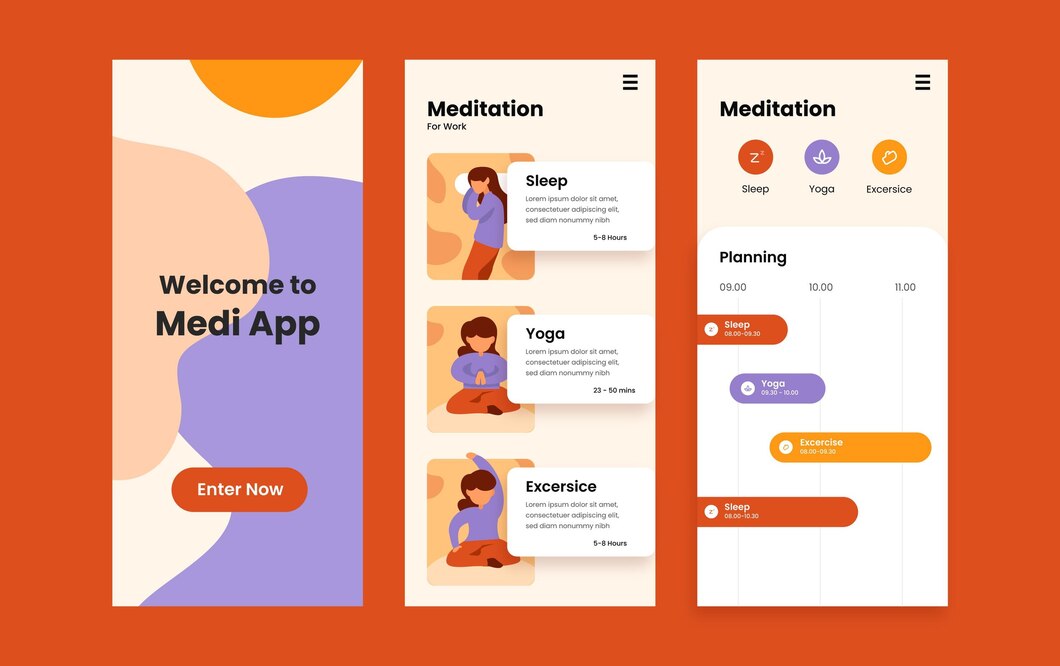 Welcome to
Medi App
Enter Now
Meditation
For Work
Sleep
Lorem ipsum dolor sit amet,
consectetuer adipiscing elit,
sed diam nonummy nibh
5-8 Hours
Yoga
Lorem ipsum dolor sit amet,
consectetuer adipiscing elit,
sed diam nonummy nibh
23 - 50 mins
Excersice
Lorem ipsum dolor sit amet,
consectetuer adipiscing elit,
sed diam nonummy nibh
5-8 Hours
Meditation
Z z
Sleep Yoga Excersice
Planning
09.00 10.00 11.00
Z Sleep
08.00-09.30
Yoga
09.30 - 10.00
Excercise
08.00-09.30
Z Sleep
08.00-10.30